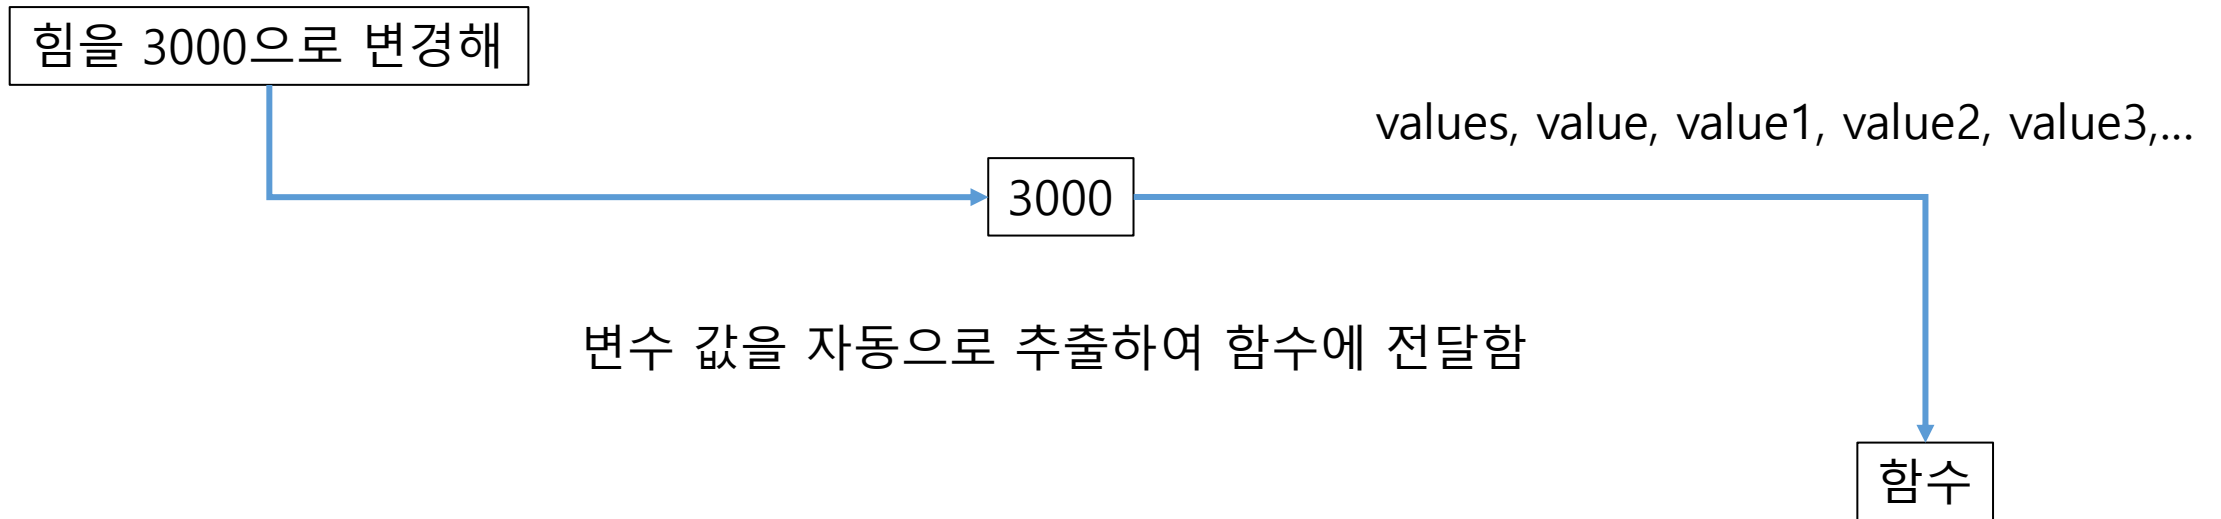 힘을 3000으로 변경해
values, value, value1, value2, value3,...
3000
변수 값을 자동으로 추출하여 함수에 전달함
함수